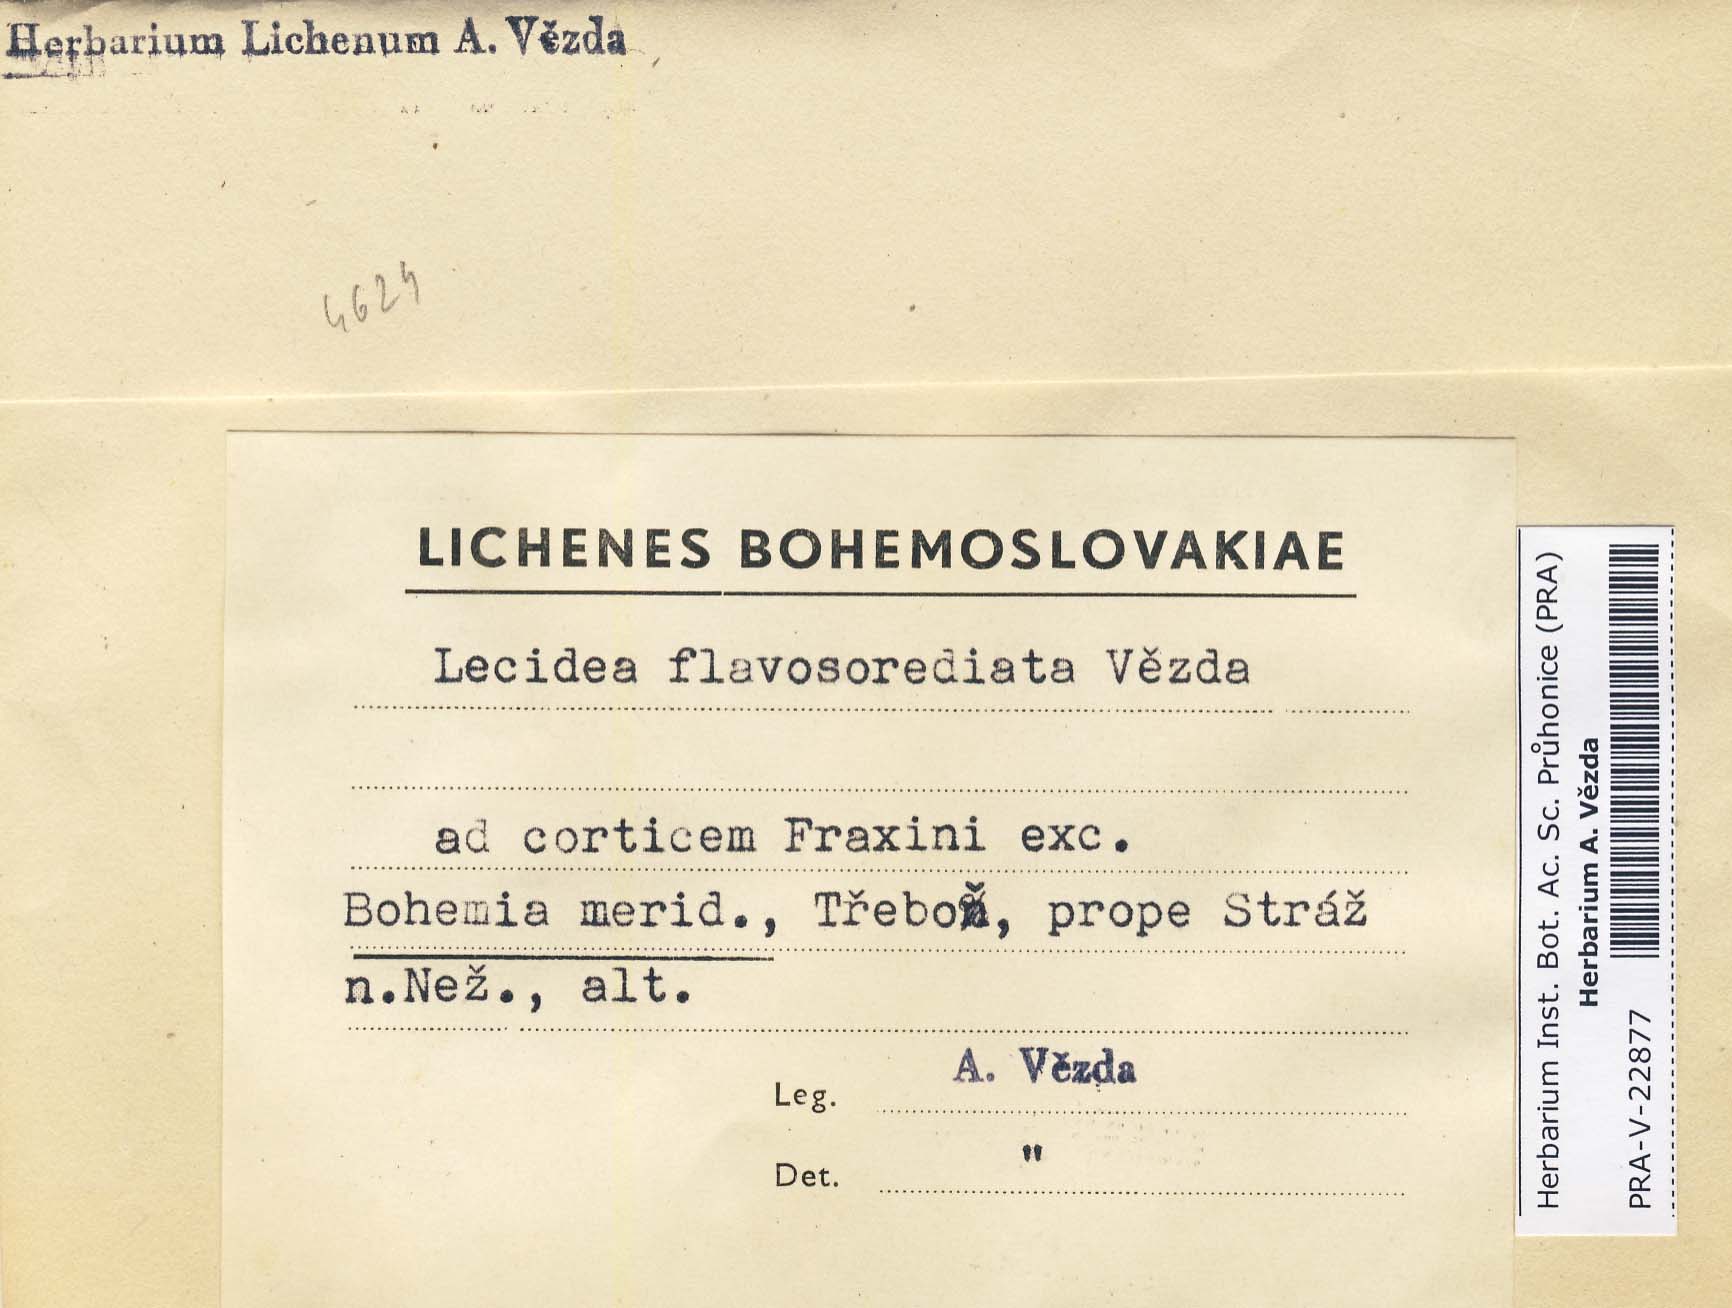 Herbarium Lichenum A. Vězda
4624
LICHENES BOHEMOSLOVAKIAE
Lecidea flavosorediata Vězda
ad corticem Fraxini exc.
Bohemia merid., Třeboň, prope Stráž
n.Než., alt.
Leg. A. Vězda
Det. "
Herbarium Inst. Bot. Ac. Sc. Průhonice (PRA)
Herbarium A. Vězda
PRA-V-22877